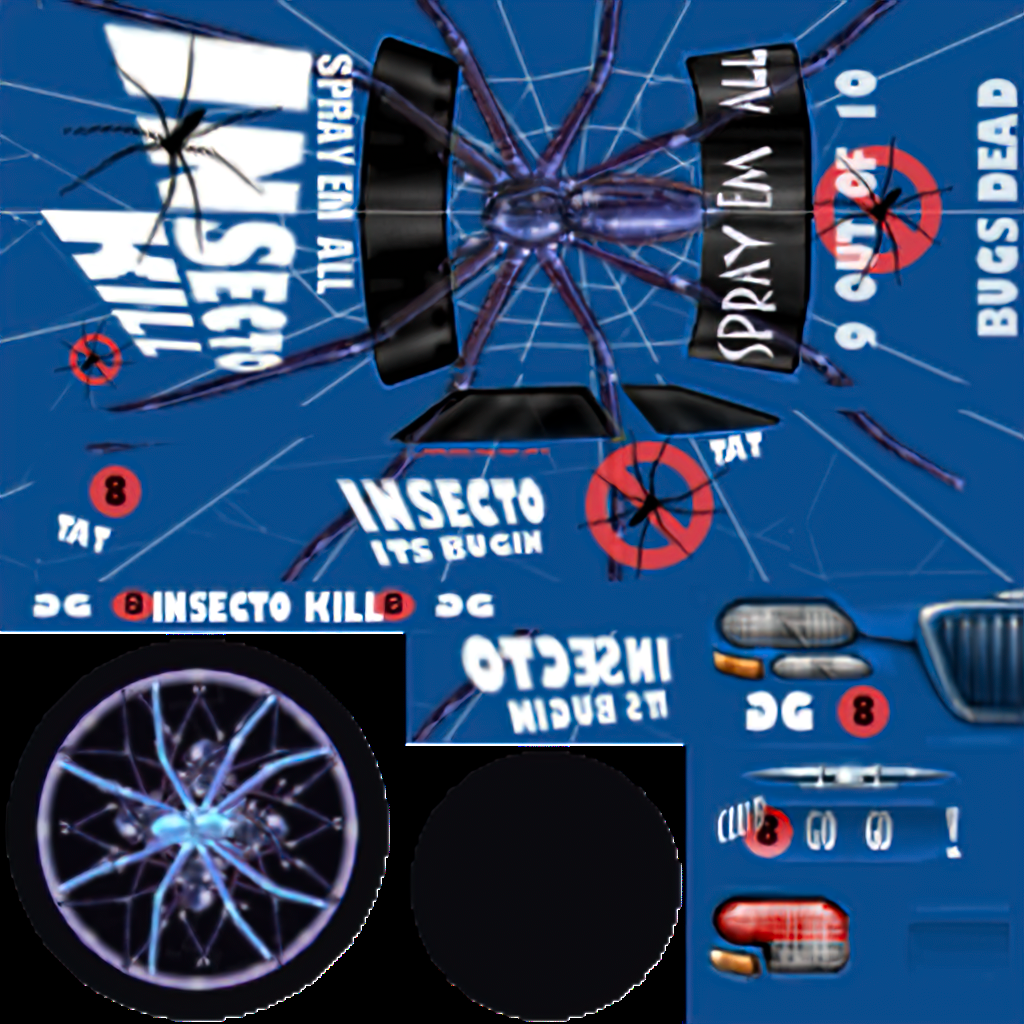 INSECTO
KILL
SPRAY EM ALL
SPRAY EM ALL
9 OUT OF 10
BUGS DEAD
TAT
8
TAT
INSECTO
ITS BUGIN
DG 8 INSECTO KILL 8 DG
INSECTO
ITS BUGIN
DG 8
CLUB 8 GO GO !